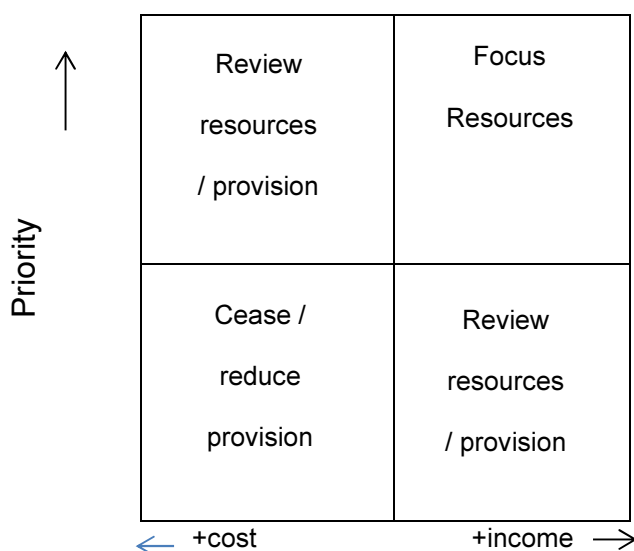 Review
resources
/ provision
Focus
Resources
Priority
Cease /
reduce
provision
Review
resources
/ provision
+cost
+income